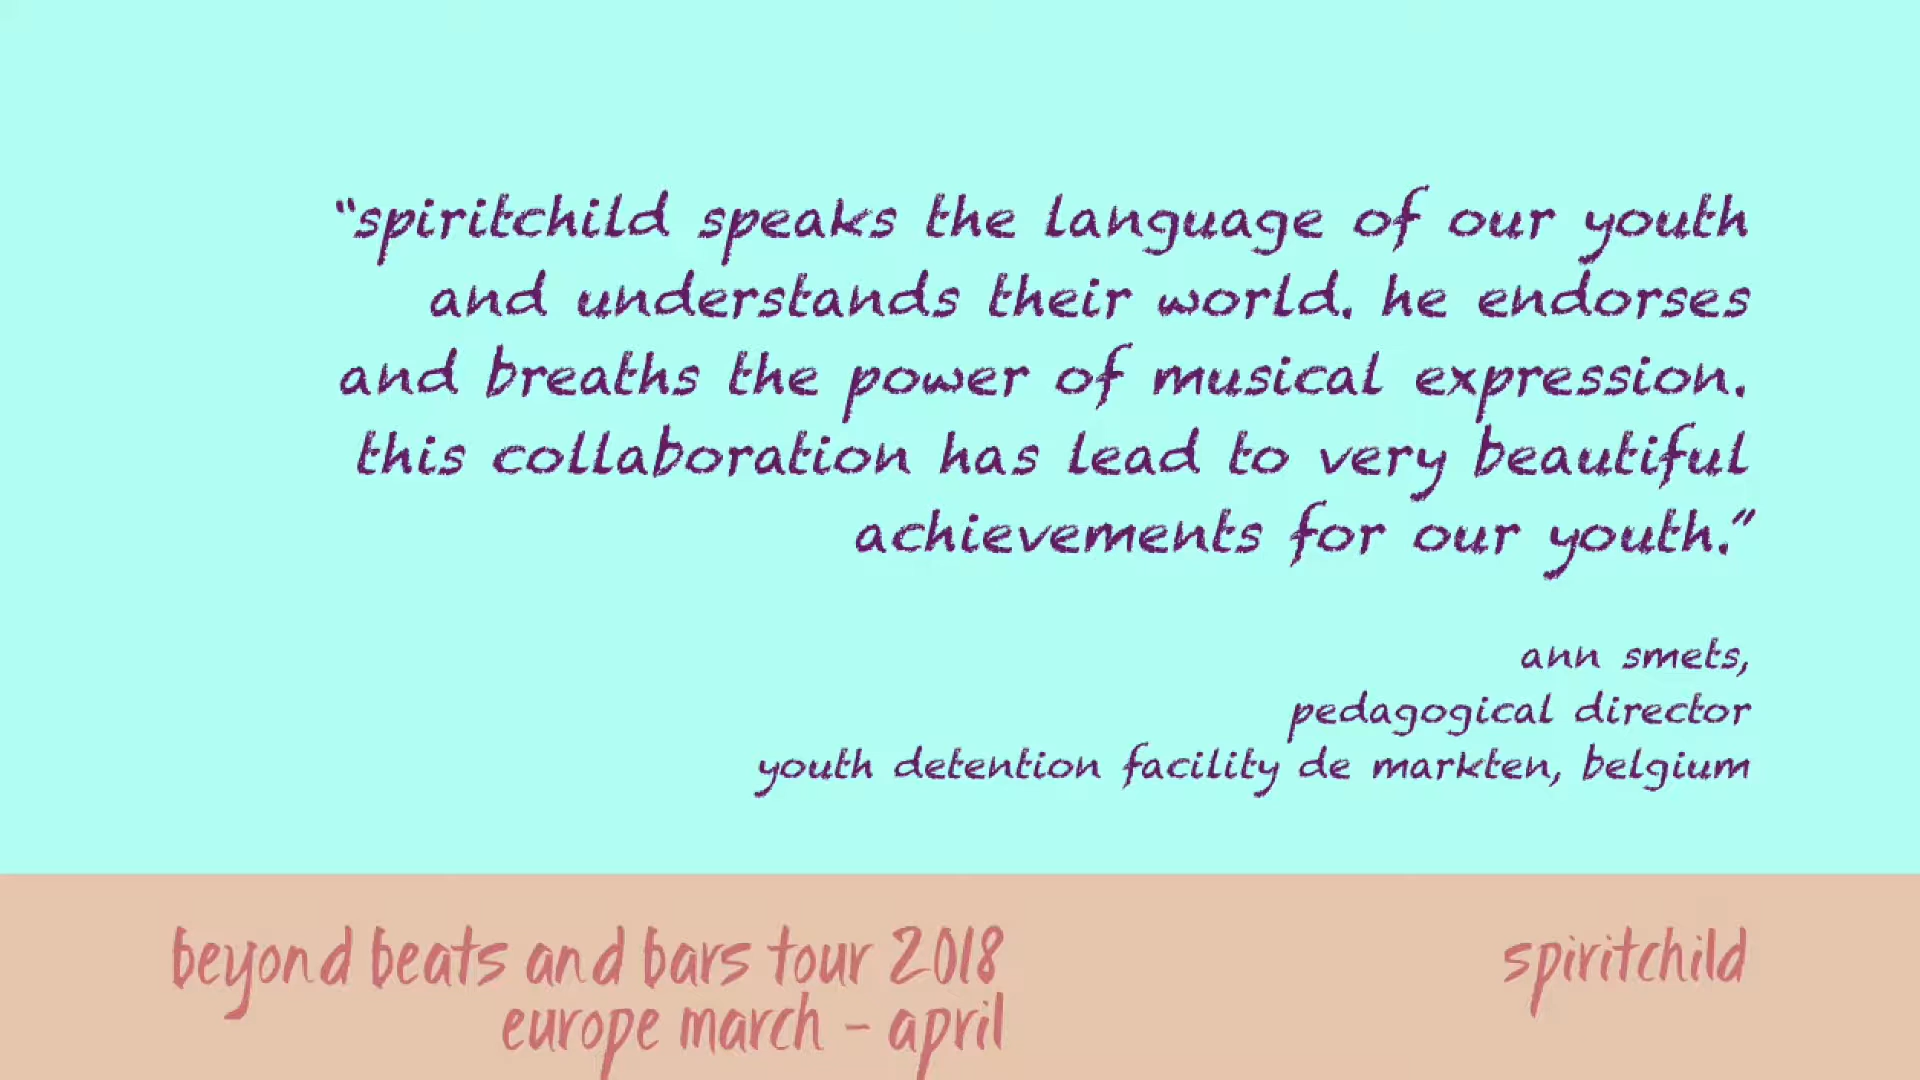 “spiritchild speaks the language of our youth
and understands their world. he endorses
and breaths the power of musical expression.
this collaboration has lead to very beautiful
achievements for our youth.”
ann smets,
pedagogical director
youth detention facility de markten, belgium
beyond beats and bars tour 2018
europe march – april
spiritchild